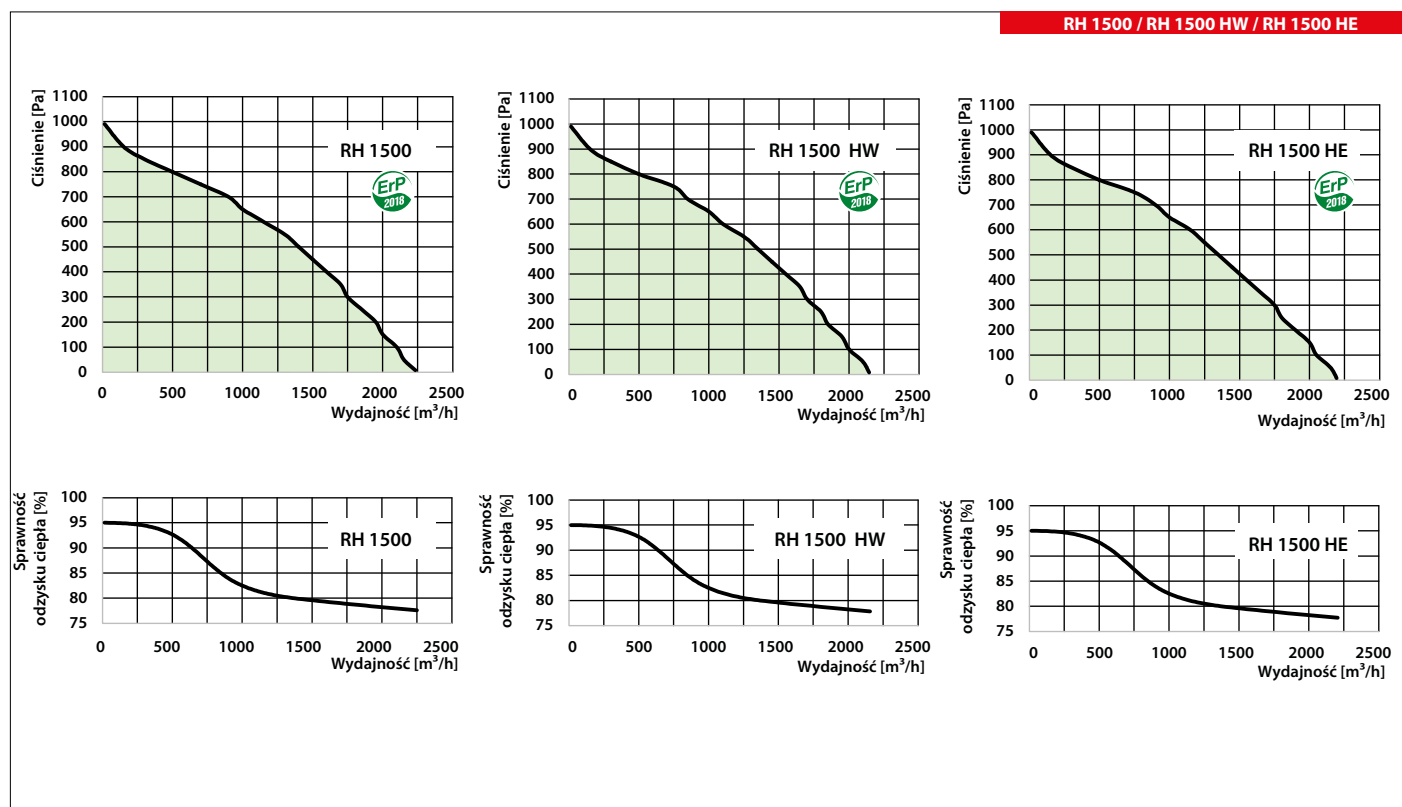 RH 1500 / RH 1500 HW / RH 1500 HE
Ciśnienie [Pa]
1100
1000
900
800
700
600
500
400
300
200
100
0
RH 1500
ErP
2018
0 500 1000 1500 2000 2500
Wydajność [m³/h]
Ciśnienie [Pa]
1100
1000
900
800
700
600
500
400
300
200
100
0
RH 1500 HW
ErP
2018
0 500 1000 1500 2000 2500
Wydajność [m³/h]
Ciśnienie [Pa]
1100
1000
900
800
700
600
500
400
300
200
100
0
RH 1500 HE
ErP
2018
0 500 1000 1500 2000 2500
Wydajność [m³/h]
Sprawność
odzysku ciepła [%]
100
95
90
85
80
75
RH 1500
0 500 1000 1500 2000 2500
Wydajność [m³/h]
Sprawność
odzysku ciepła [%]
100
95
90
85
80
75
RH 1500 HW
0 500 1000 1500 2000 2500
Wydajność [m³/h]
Sprawność
odzysku ciepła [%]
100
95
90
85
80
75
RH 1500 HE
0 500 1000 1500 2000 2500
Wydajność [m³/h]